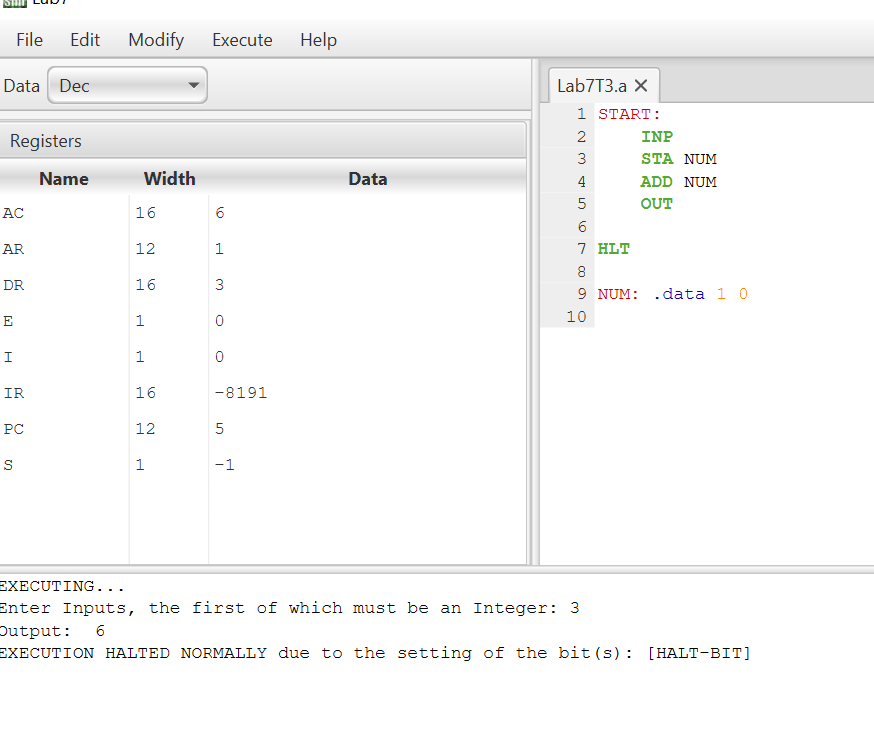 Lab7
File Edit Modify Execute Help
Data Dec
Registers
Name Width Data
AC 16 6
AR 12 1
DR 16 3
E 1 0
I 1 0
IR 16 -8191
PC 12 5
S 1 -1
Lab7T3.a
1 START:
2 INP
3 STA NUM
4 ADD NUM
5 OUT
6
7 HLT
8
9 NUM: .data 1 0
10
EXECUTING...
Enter Inputs, the first of which must be an Integer: 3
Output: 6
EXECUTION HALTED NORMALLY due to the setting of the bit(s): [HALT-BIT]